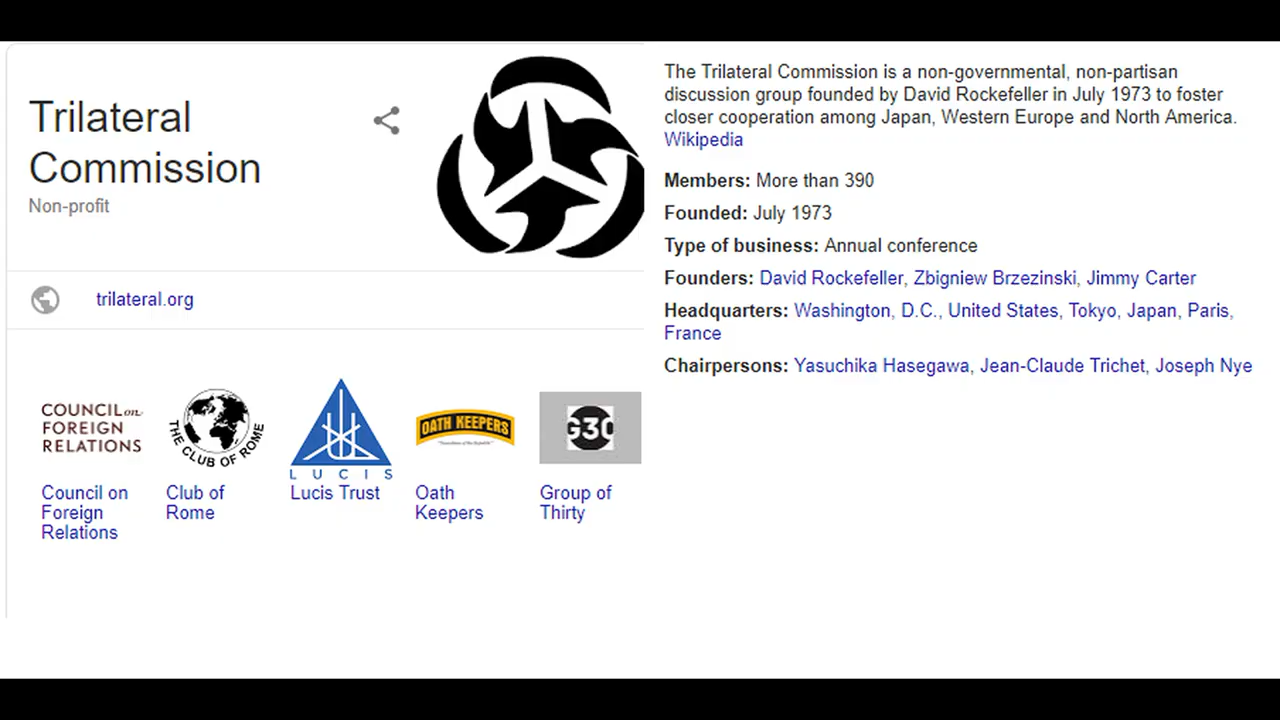 Trilateral
Commission
Non-profit
trilateral.org
COUNCIL on
FOREIGN
RELATIONS
THE CLUB OF ROME
LUCIS
OATH KEEPERS
G30
Council on
Foreign
Relations
Club of
Rome
Lucis Trust
Oath
Keepers
Group of
Thirty
The Trilateral Commission is a non-governmental, non-partisan
discussion group founded by David Rockefeller in July 1973 to foster
closer cooperation among Japan, Western Europe and North America.
Wikipedia
Members: More than 390
Founded: July 1973
Type of business: Annual conference
Founders: David Rockefeller, Zbigniew Brzezinski, Jimmy Carter
Headquarters: Washington, D.C., United States, Tokyo, Japan, Paris,
France
Chairpersons: Yasuchika Hasegawa, Jean-Claude Trichet, Joseph Nye